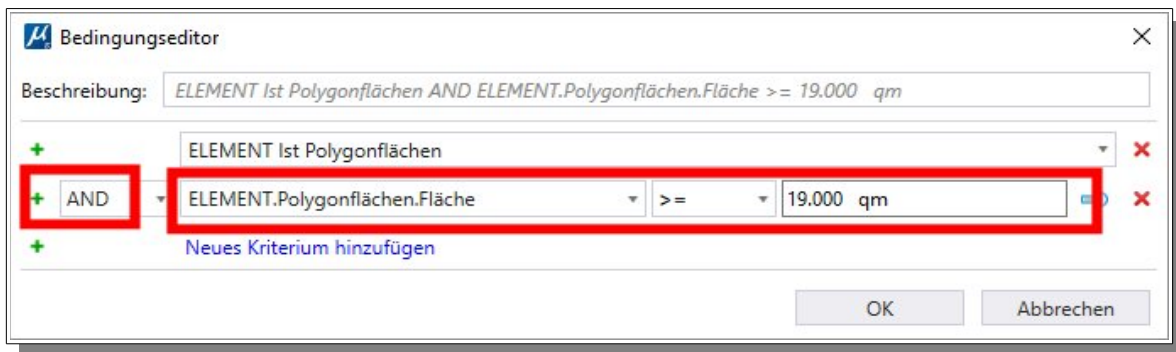 Bedingungseditor
Beschreibung: ELEMENT Ist Polygonflächen AND ELEMENT.Polygonflächen.Fläche >= 19.000 qm
ELEMENT Ist Polygonflächen
AND ELEMENT.Polygonflächen.Fläche >= 19.000 qm
Neues Kriterium hinzufügen
OK Abbrechen